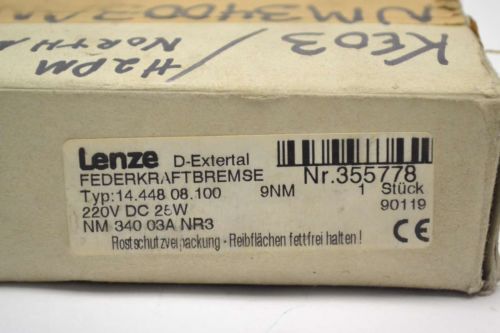 NM34003A
KE03/
H2PM
NORTH
Lenze D-Extertal
FEDERKRAFTBREMSE Nr.355778
Typ:14.448 08.100 9NM 1 Stück
220V DC 25W 90119
NM 340 03A NR3 CE
Rostschutzverpackung - Reibflächen fettfrei halten !